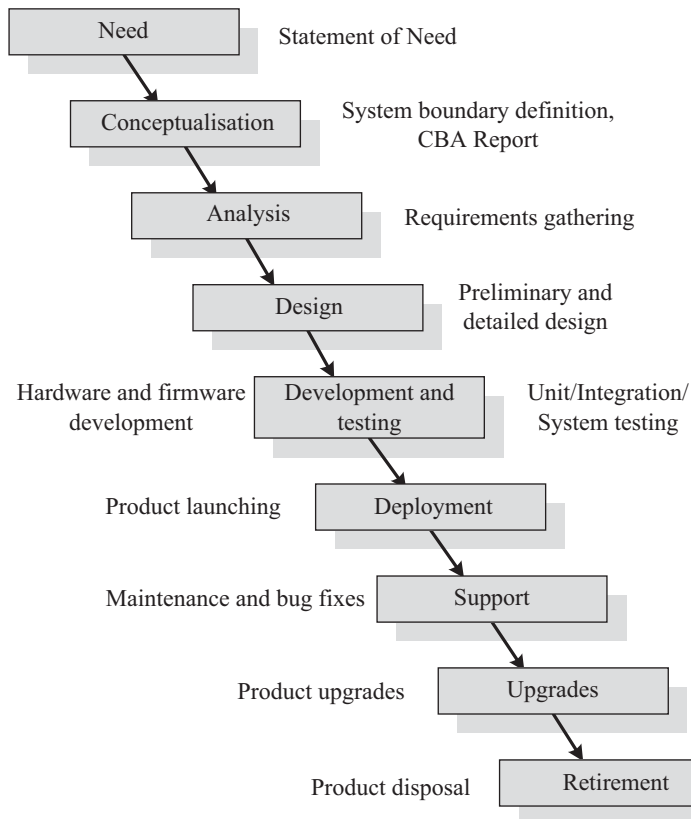 Need
Statement of Need
Conceptualisation
System boundary definition,
CBA Report
Analysis
Requirements gathering
Design
Preliminary and
detailed design
Hardware and firmware
development
Development and
testing
Unit/Integration/
System testing
Product launching
Deployment
Maintenance and bug fixes
Support
Product upgrades
Upgrades
Product disposal
Retirement